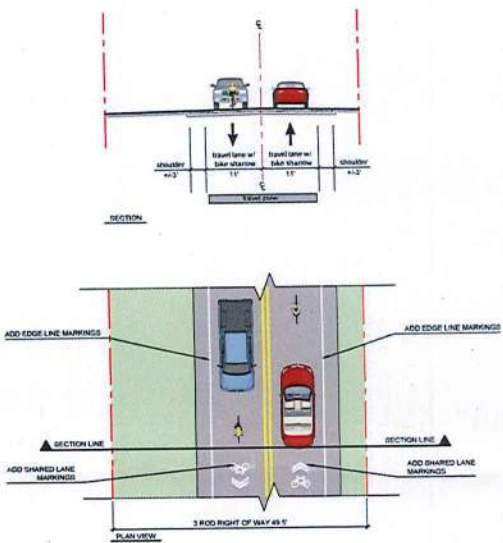 ℄
travel lane w/ travel lane w/
shoulder bike sharrow bike sharrow shoulder
+/-3' 11' 11' +/-3'
℄
travel zone
SECTION
ADD EDGE LINE MARKINGS ADD EDGE LINE MARKINGS
SECTION LINE SECTION LINE
ADD SHARED LANE ADD SHARED LANE
MARKINGS MARKINGS
3 ROD RIGHT OF WAY 49.5'
PLAN VIEW